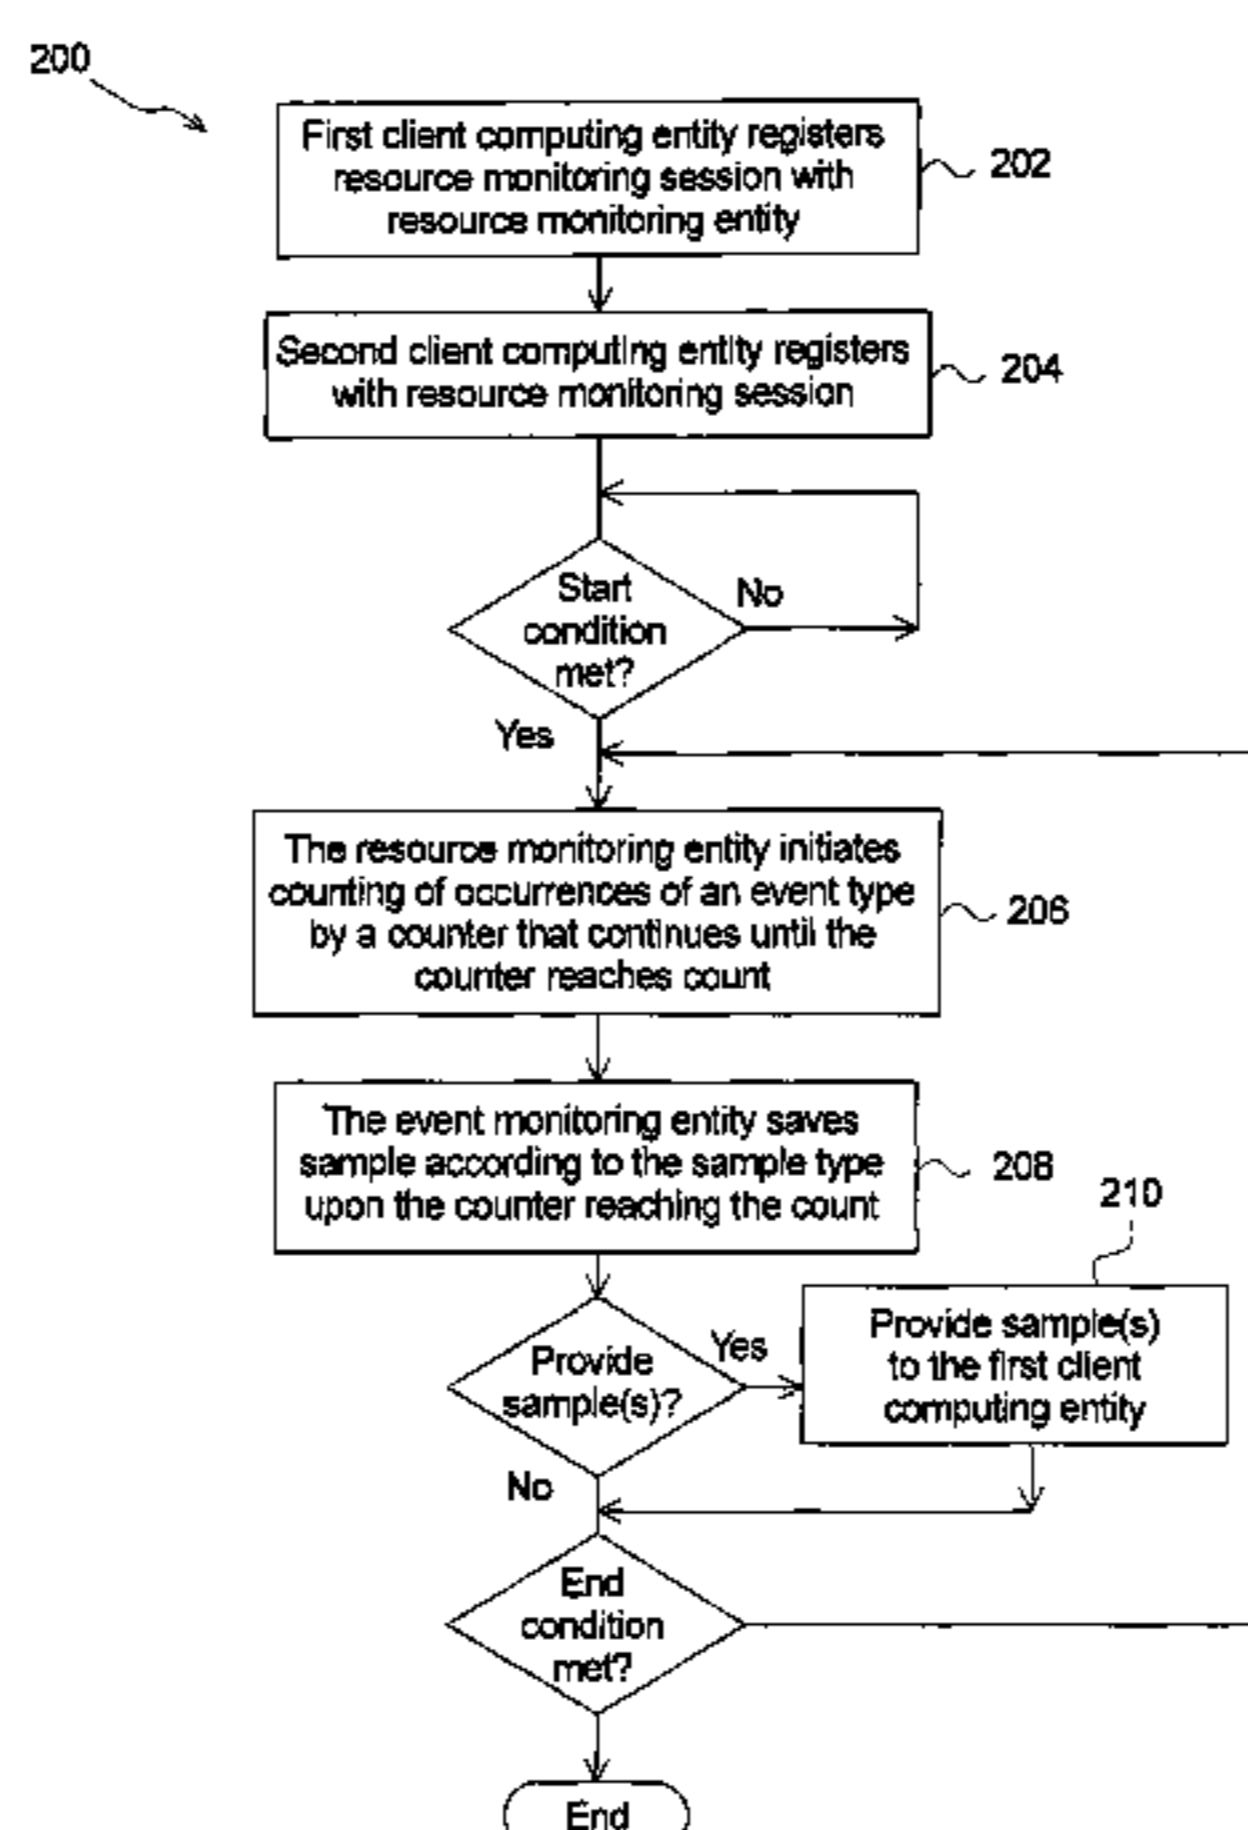 200
First client computing entity registers
resource monitoring session with
resource monitoring entity
202
Second client computing entity registers
with resource monitoring session
204
Start
condition
met?
No
Yes
The resource monitoring entity initiates
counting of occurrences of an event type
by a counter that continues until the
counter reaches count
206
The event monitoring entity saves
sample according to the sample type
upon the counter reaching the count
208
210
Provide
sample(s)?
Yes
Provide sample(s)
to the first client
computing entity
No
End
condition
met?
End